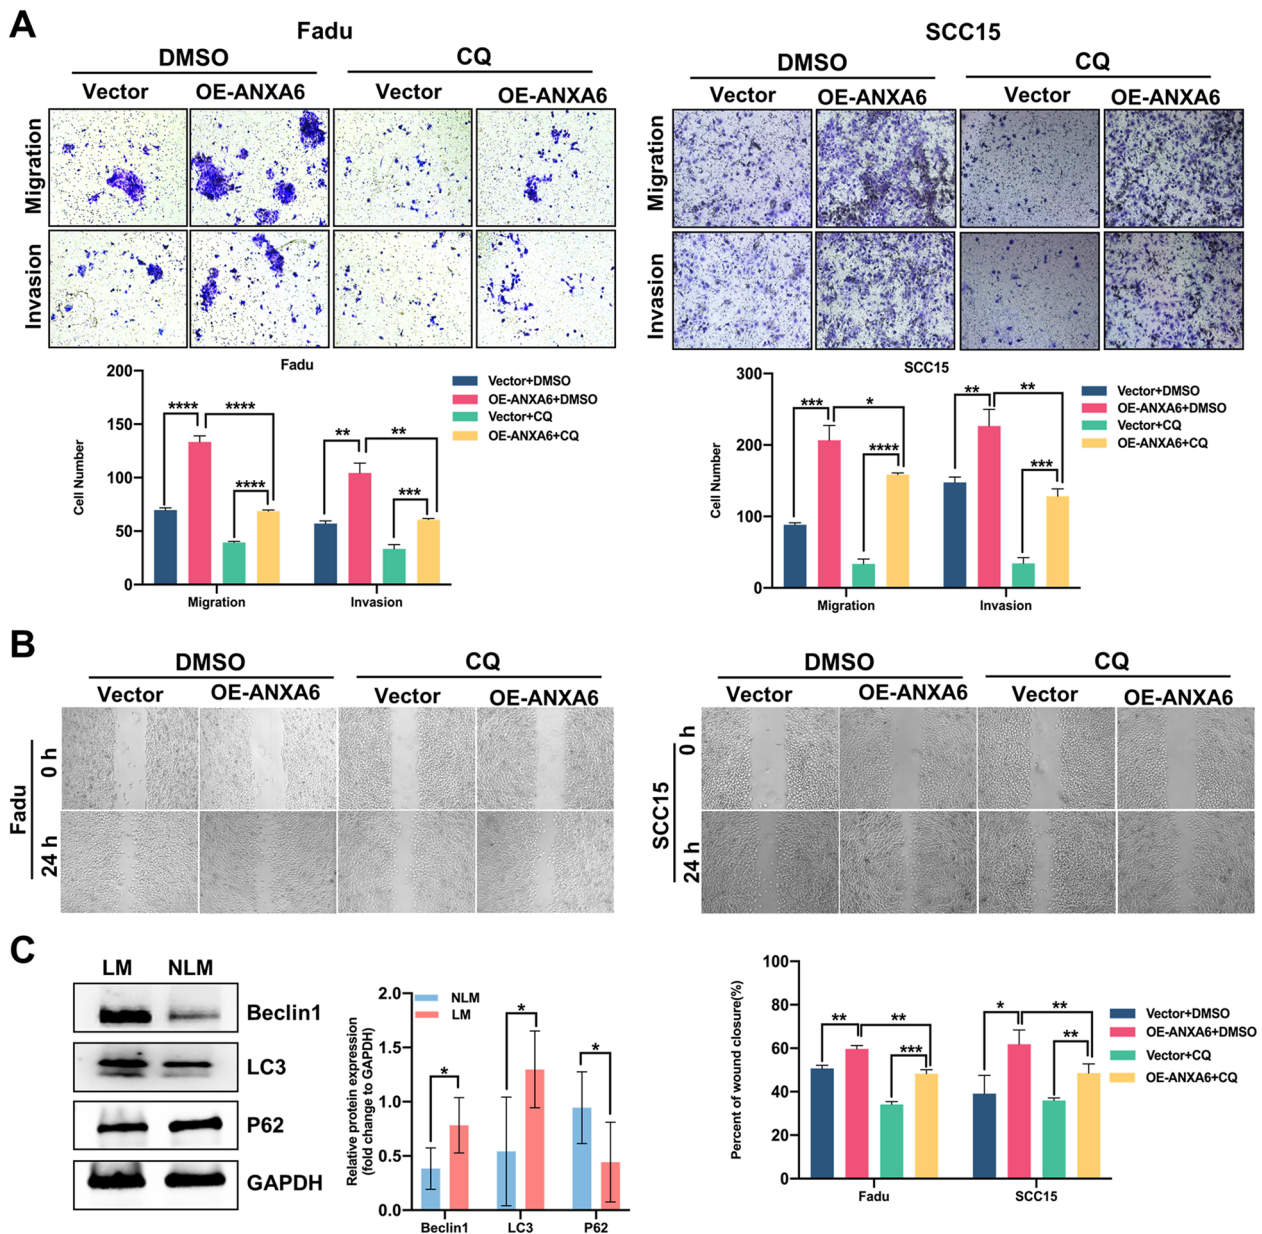 A
Fadu
DMSO
CQ
Vector
OE-ANXA6
Vector
OE-ANXA6
Migration
Invasion
SCC15
DMSO
CQ
Vector
OE-ANXA6
Vector
OE-ANXA6
Migration
Invasion
Fadu
Cell Number
200
150
100
50
0
****
****
****
**
**
***
Migration
Invasion
Vector+DMSO
OE-ANXA6+DMSO
Vector+CQ
OE-ANXA6+CQ
SCC15
Cell Number
300
200
100
0
***
*
****
**
**
***
Migration
Invasion
Vector+DMSO
OE-ANXA6+DMSO
Vector+CQ
OE-ANXA6+CQ
B
DMSO
CQ
Vector
OE-ANXA6
Vector
OE-ANXA6
Fadu
0 h
24 h
DMSO
CQ
Vector
OE-ANXA6
Vector
OE-ANXA6
SCC15
0 h
24 h
C
LM
NLM
Beclin1
LC3
P62
GAPDH
Relative protein expression
(fold change to GAPDH)
2.0
1.5
1.0
0.5
0.0
NLM
LM
*
*
*
Beclin1
LC3
P62
Percent of wound closure(%)
100
80
60
40
20
0
**
**
***
*
**
**
Fadu
SCC15
Vector+DMSO
OE-ANXA6+DMSO
Vector+CQ
OE-ANXA6+CQ